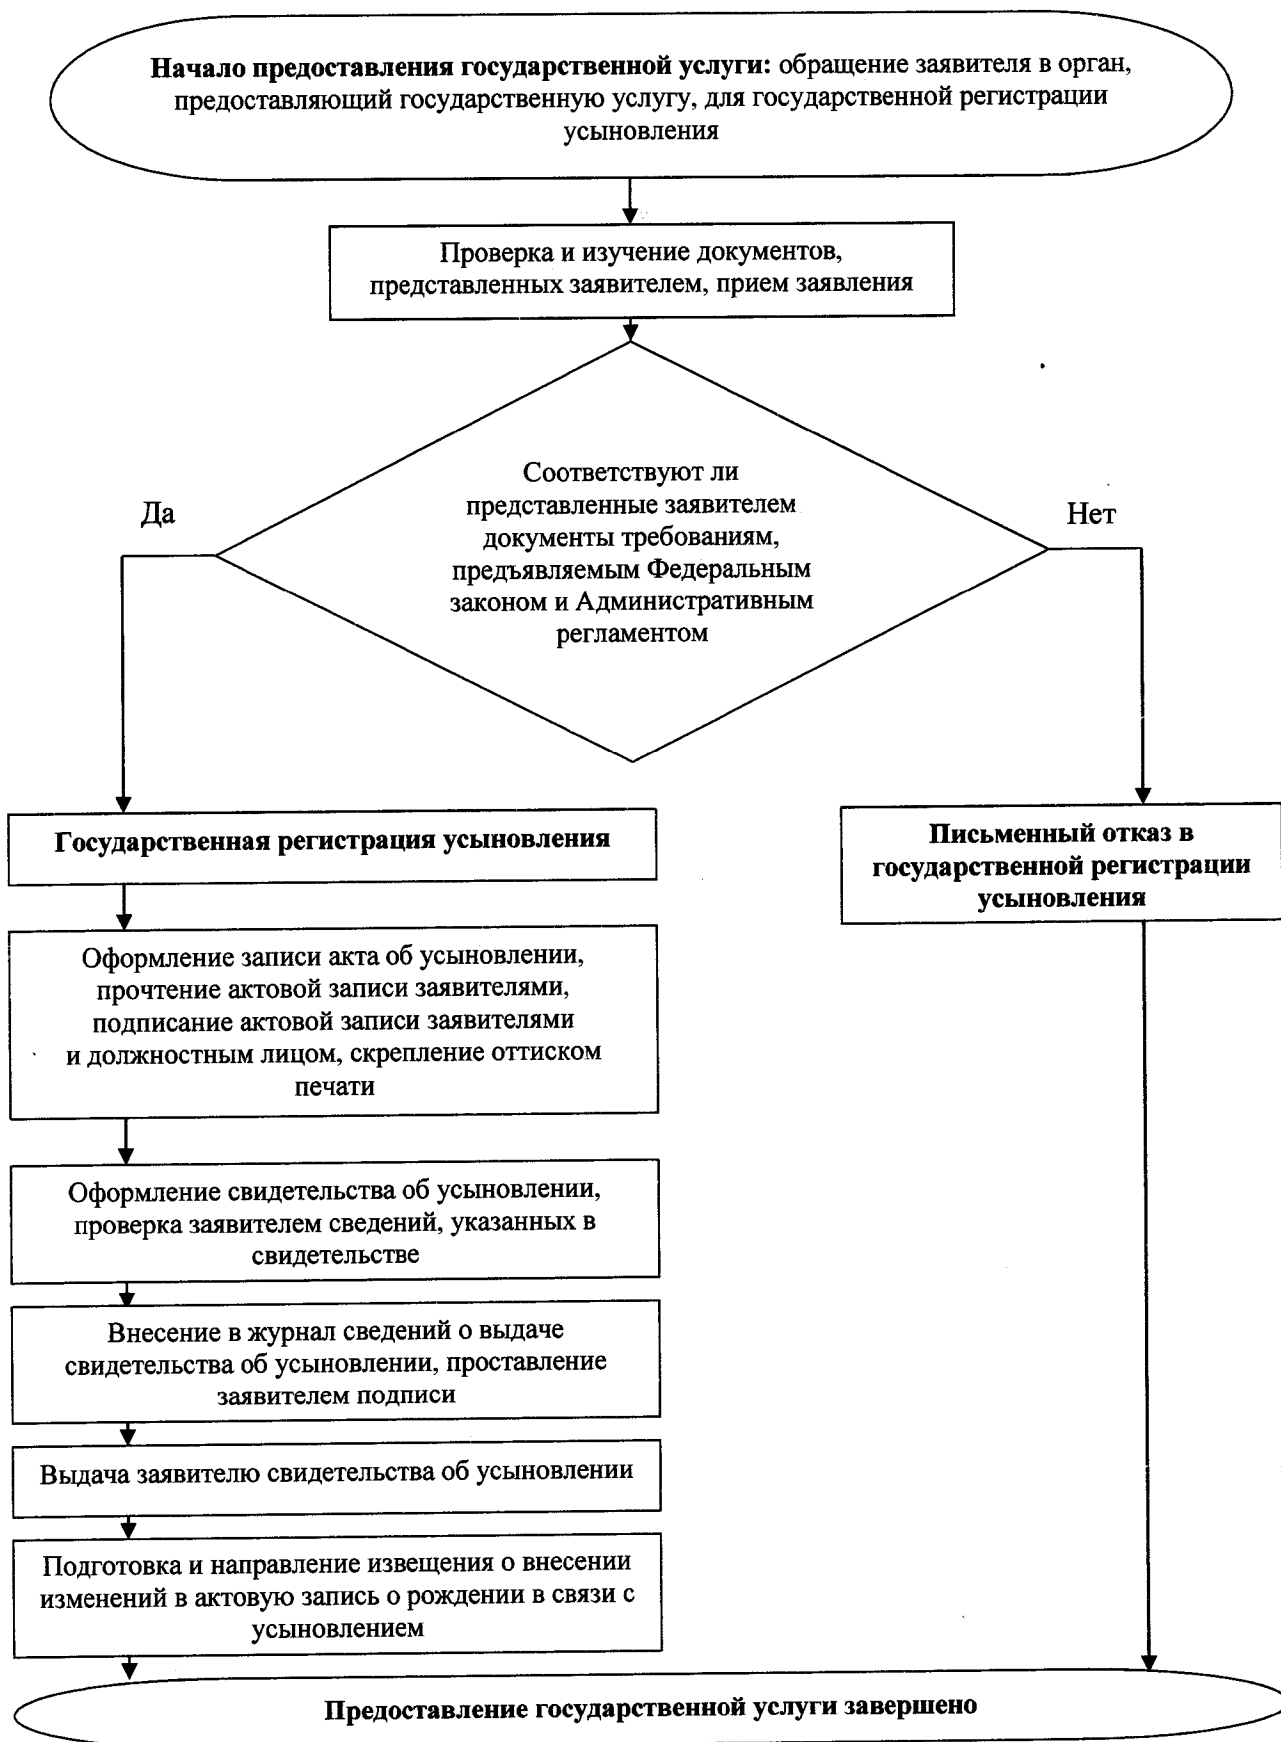 Начало предоставления государственной услуги: обращение заявителя в орган,
предоставляющий государственную услугу, для государственной регистрации
усыновления
Проверка и изучение документов,
представленных заявителем, прием заявления
Соответствуют ли
представленные заявителем
документы требованиям,
предъявляемым Федеральным
законом и Административным
регламентом
Да
Нет
Государственная регистрация усыновления
Письменный отказ в
государственной регистрации
усыновления
Оформление записи акта об усыновлении,
прочтение актовой записи заявителями,
подписание актовой записи заявителями
и должностным лицом, скрепление оттиском
печати
Оформление свидетельства об усыновлении,
проверка заявителем сведений, указанных в
свидетельстве
Внесение в журнал сведений о выдаче
свидетельства об усыновлении, проставление
заявителем подписи
Выдача заявителю свидетельства об усыновлении
Подготовка и направление извещения о внесении
изменений в актовую запись о рождении в связи с
усыновлением
Предоставление государственной услуги завершено